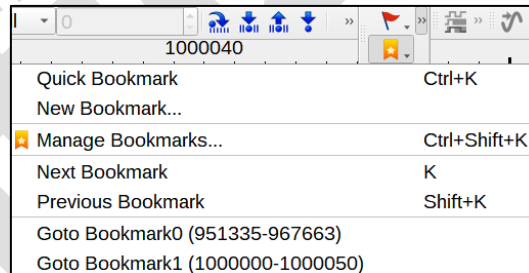 0
»
»
»
1000040
Quick Bookmark Ctrl+K
New Bookmark...
Manage Bookmarks... Ctrl+Shift+K
Next Bookmark K
Previous Bookmark Shift+K
Goto Bookmark0 (951335-967663)
Goto Bookmark1 (1000000-1000050)